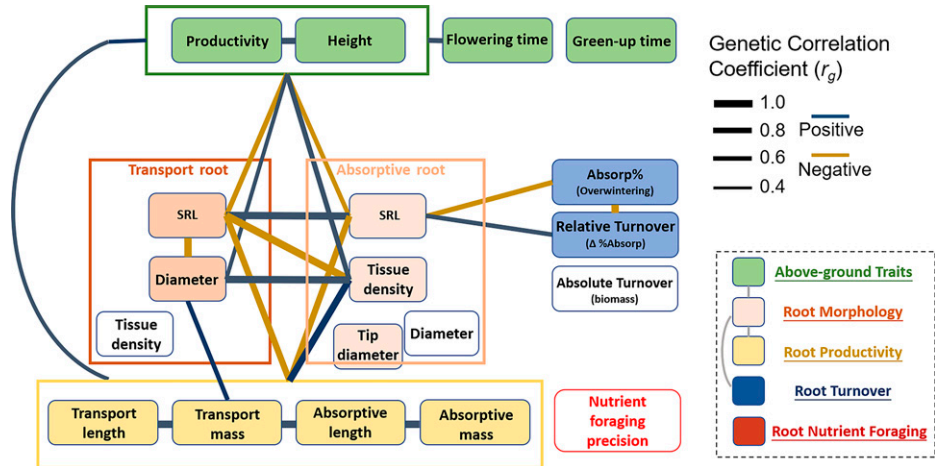 Productivity
Height
Flowering time
Green-up time
Genetic Correlation
Coefficient (rg)
1.0
0.8
0.6
0.4
Positive
Negative
Transport root
Absorptive root
SRL
SRL
Diameter
Tissue
density
Tissue
density
Tip
diameter
Diameter
Absorp%
(Overwintering)
Relative Turnover
(Δ %Absorp)
Absolute Turnover
(biomass)
Transport
length
Transport
mass
Absorptive
length
Absorptive
mass
Nutrient
foraging
precision
Above-ground Traits
Root Morphology
Root Productivity
Root Turnover
Root Nutrient Foraging